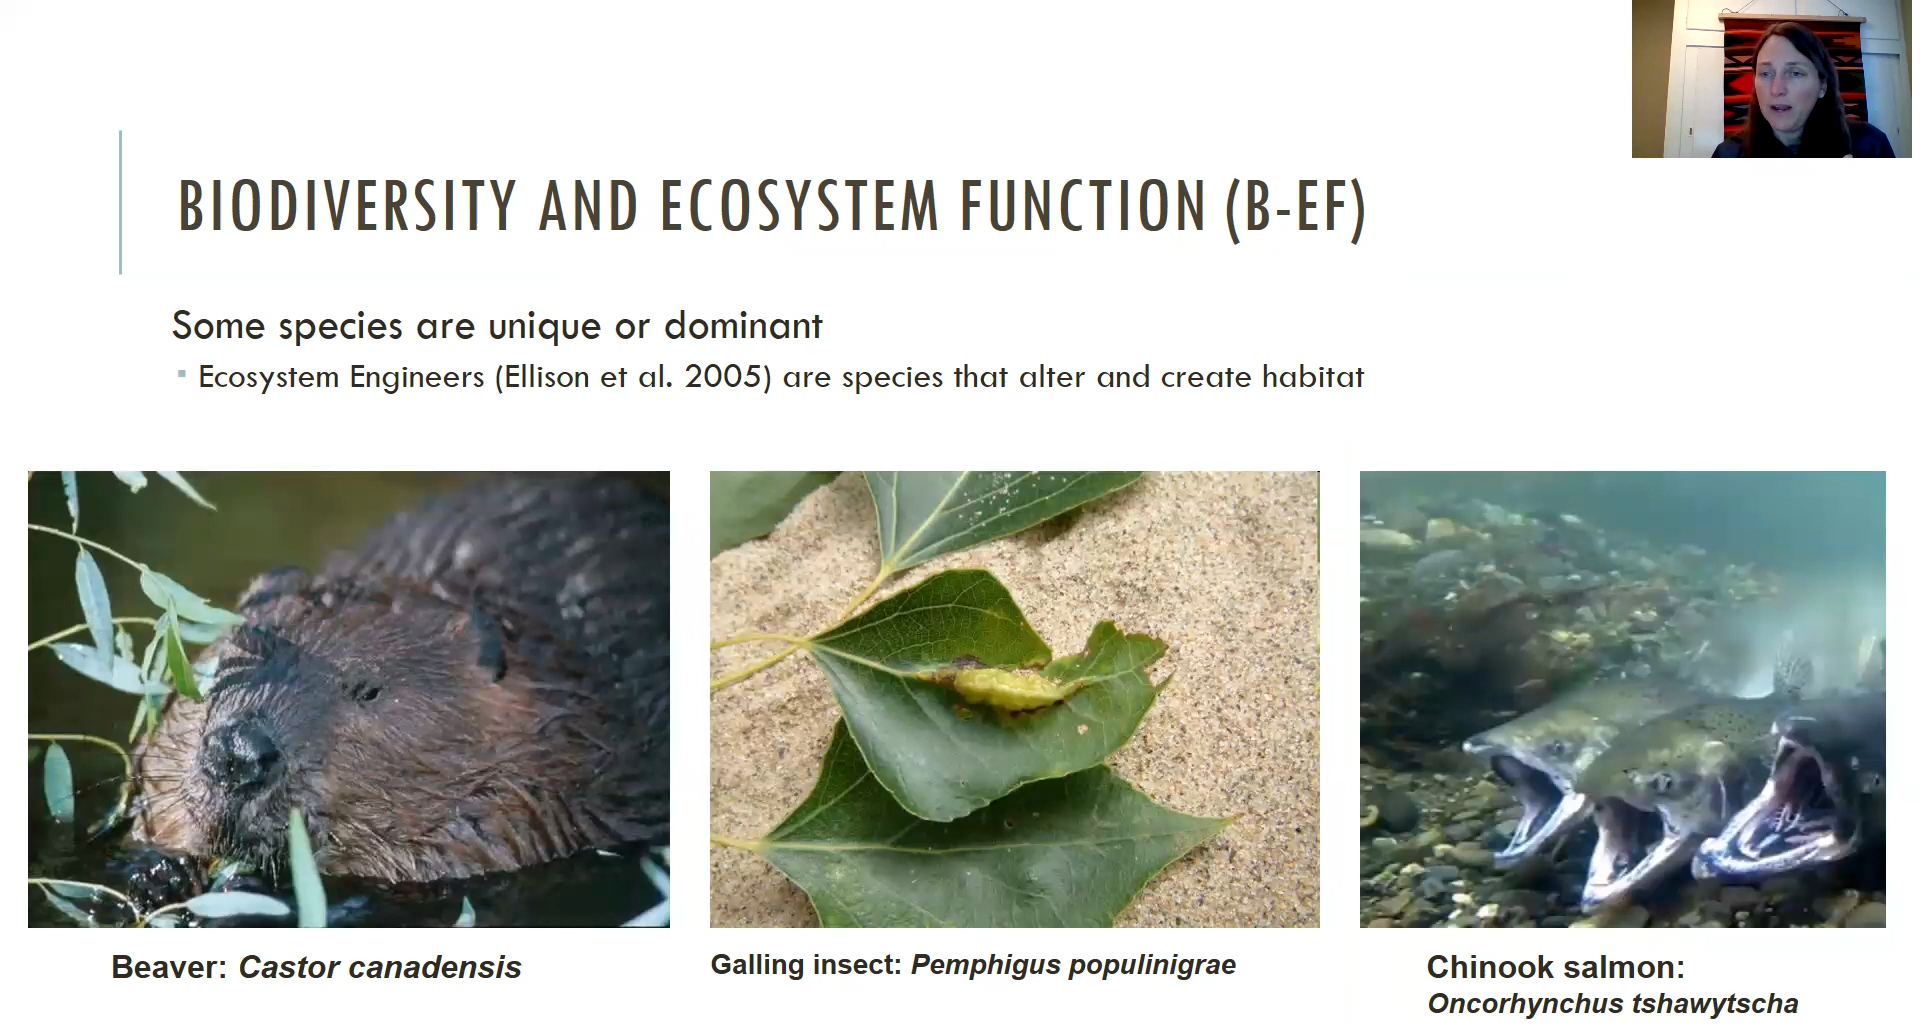 BIODIVERSITY AND ECOSYSTEM FUNCTION (B-EF)
Some species are unique or dominant
Ecosystem Engineers (Ellison et al. 2005) are species that alter and create habitat
Beaver: Castor canadensis
Galling insect: Pemphigus populinigrae
Chinook salmon:
Oncorhynchus tshawytscha